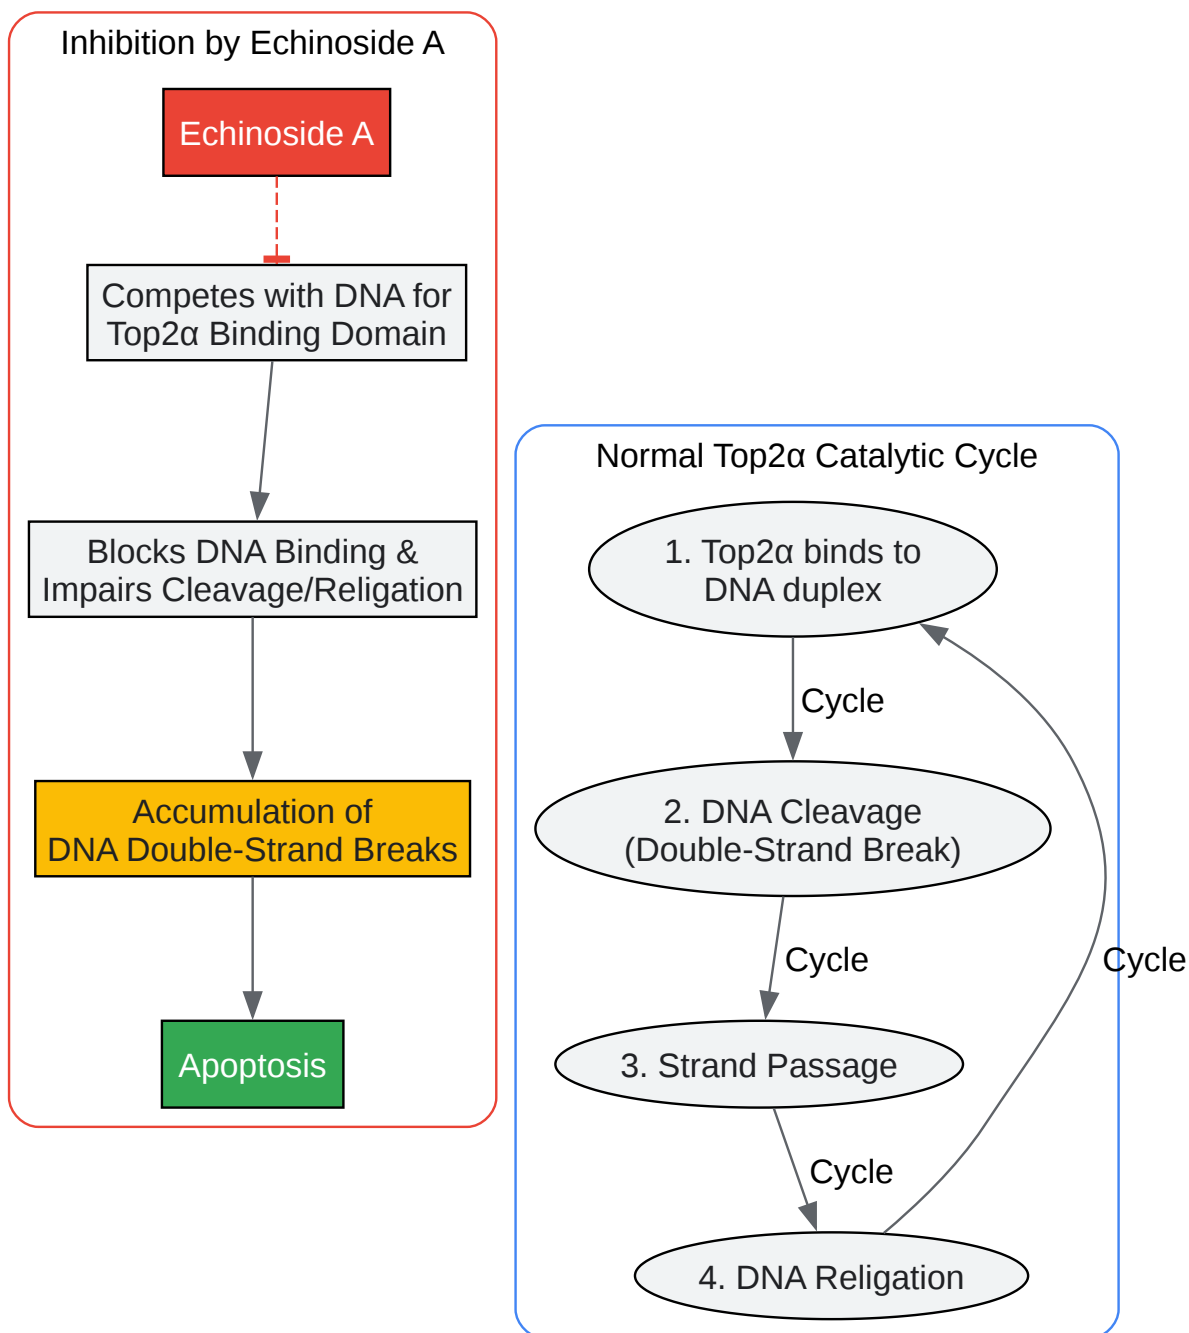 Inhibition by Echinoside A
Echinoside A
Competes with DNA for
Top2α Binding Domain
Blocks DNA Binding &
Impairs Cleavage/Religation
Accumulation of
DNA Double-Strand Breaks
Apoptosis
Normal Top2α Catalytic Cycle
1. Top2α binds to
DNA duplex
Cycle
2. DNA Cleavage
(Double-Strand Break)
Cycle
Cycle
3. Strand Passage
Cycle
4. DNA Religation